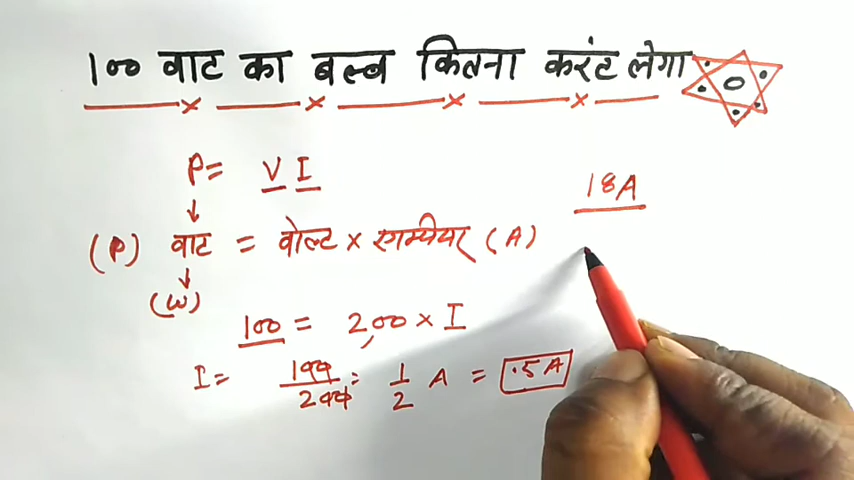 100 वाट का बल्ब कितना करंट लेगा
P= V I
18A
(P) वाट = वोल्ट × एम्पियर (A)
(W)
100 = 200 × I
I= 100/200 = 1/2 A = .5A